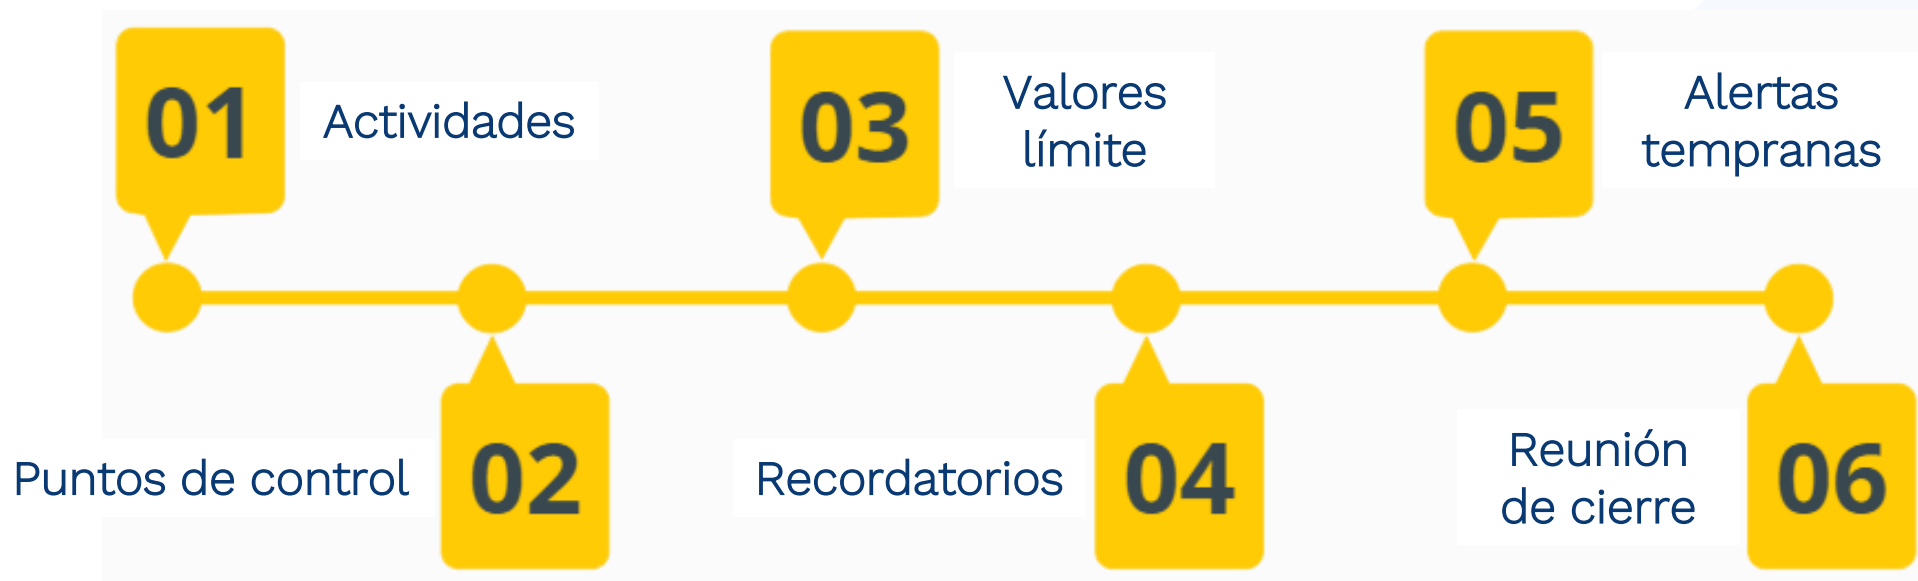 01
Actividades
02
Puntos de control
03
Valores
límite
04
Recordatorios
05
Alertas
tempranas
06
Reunión
de cierre